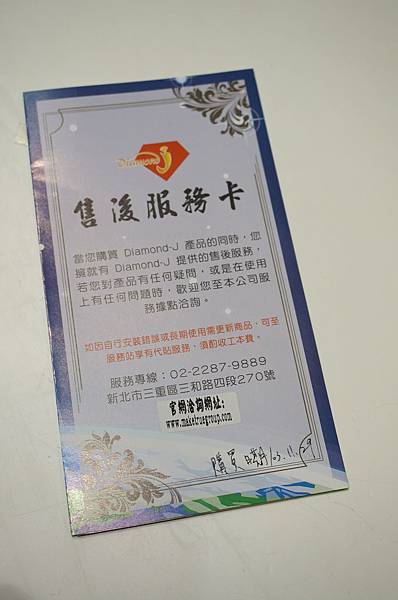 Diamond J
售後服務卡
當您購買 Diamond-J 產品的同時，您
擁就有 Diamond-J 提供的售後服務，
若您對產品有任何疑問，或是在使用
上有任何問題時，歡迎您至本公司服
務據點洽詢。
如因自行安裝錯誤或長期使用需更新商品，可至
服務站享有代貼服務，須酌收工本費。
服務專線：02-2287-9889
新北市三重區三和路四段270號
官網洽詢網址：
www.maketruegroup.com
購買 時間 103.11.29